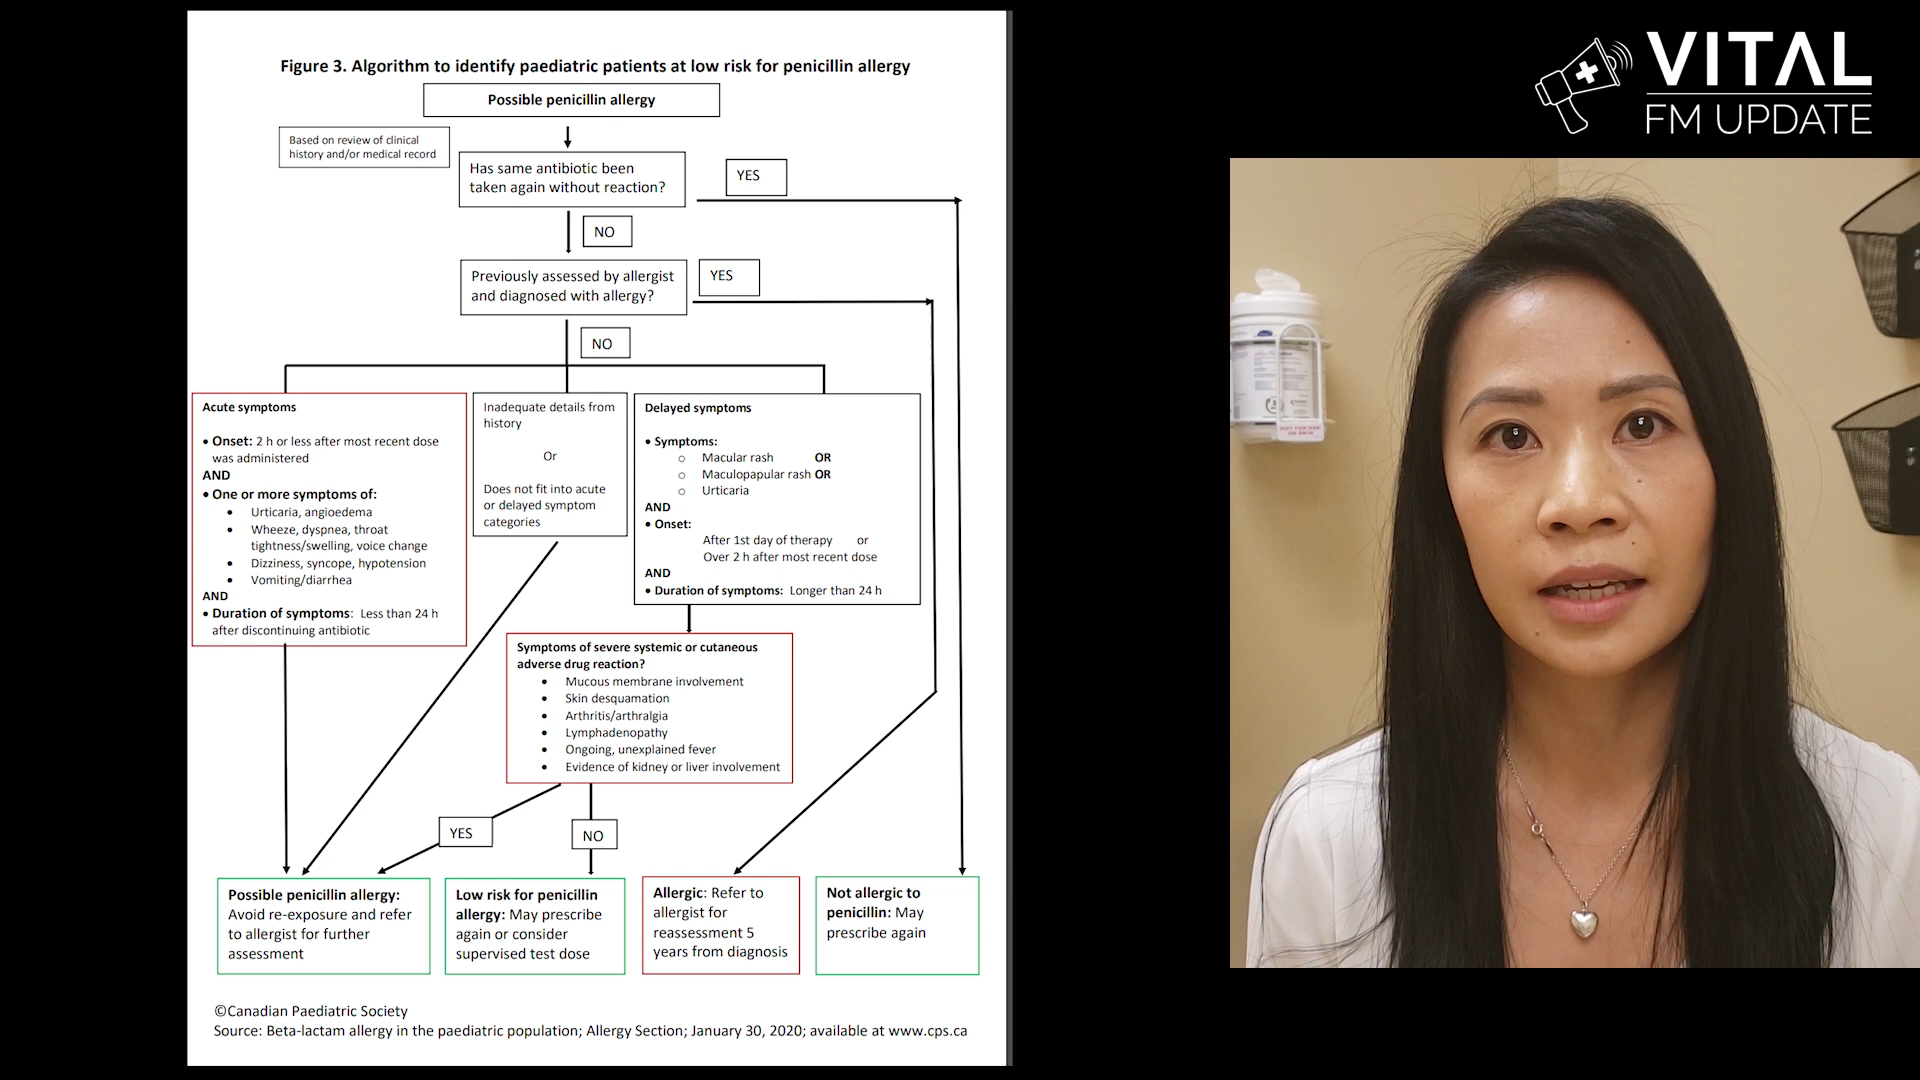 Figure 3. Algorithm to identify paediatric patients at low risk for penicillin allergy
Possible penicillin allergy
Based on review of clinical
history and/or medical record
Has same antibiotic been
taken again without reaction?
YES
NO
Previously assessed by allergist
and diagnosed with allergy?
YES
NO
Acute symptoms
• Onset: 2 h or less after most recent dose
was administered
AND
• One or more symptoms of:
• Urticaria, angioedema
• Wheeze, dyspnea, throat
tightness/swelling, voice change
• Dizziness, syncope, hypotension
• Vomiting/diarrhea
AND
• Duration of symptoms: Less than 24 h
after discontinuing antibiotic
Inadequate details from
history
Or
Does not fit into acute
or delayed symptom
categories
Delayed symptoms
• Symptoms:
○ Macular rash OR
○ Maculopapular rash OR
○ Urticaria
AND
• Onset:
After 1st day of therapy or
Over 2 h after most recent dose
AND
• Duration of symptoms: Longer than 24 h
Symptoms of severe systemic or cutaneous
adverse drug reaction?
• Mucous membrane involvement
• Skin desquamation
• Arthritis/arthralgia
• Lymphadenopathy
• Ongoing, unexplained fever
• Evidence of kidney or liver involvement
YES
NO
Possible penicillin allergy:
Avoid re-exposure and refer
to allergist for further
assessment
Low risk for penicillin
allergy: May prescribe
again or consider
supervised test dose
Allergic: Refer to
allergist for
reassessment 5
years from diagnosis
Not allergic to
penicillin: May
prescribe again
©Canadian Paediatric Society
Source: Beta-lactam allergy in the paediatric population; Allergy Section; January 30, 2020; available at www.cps.ca
VITAL
FM UPDATE
NOT FOR USE
ON SKIN